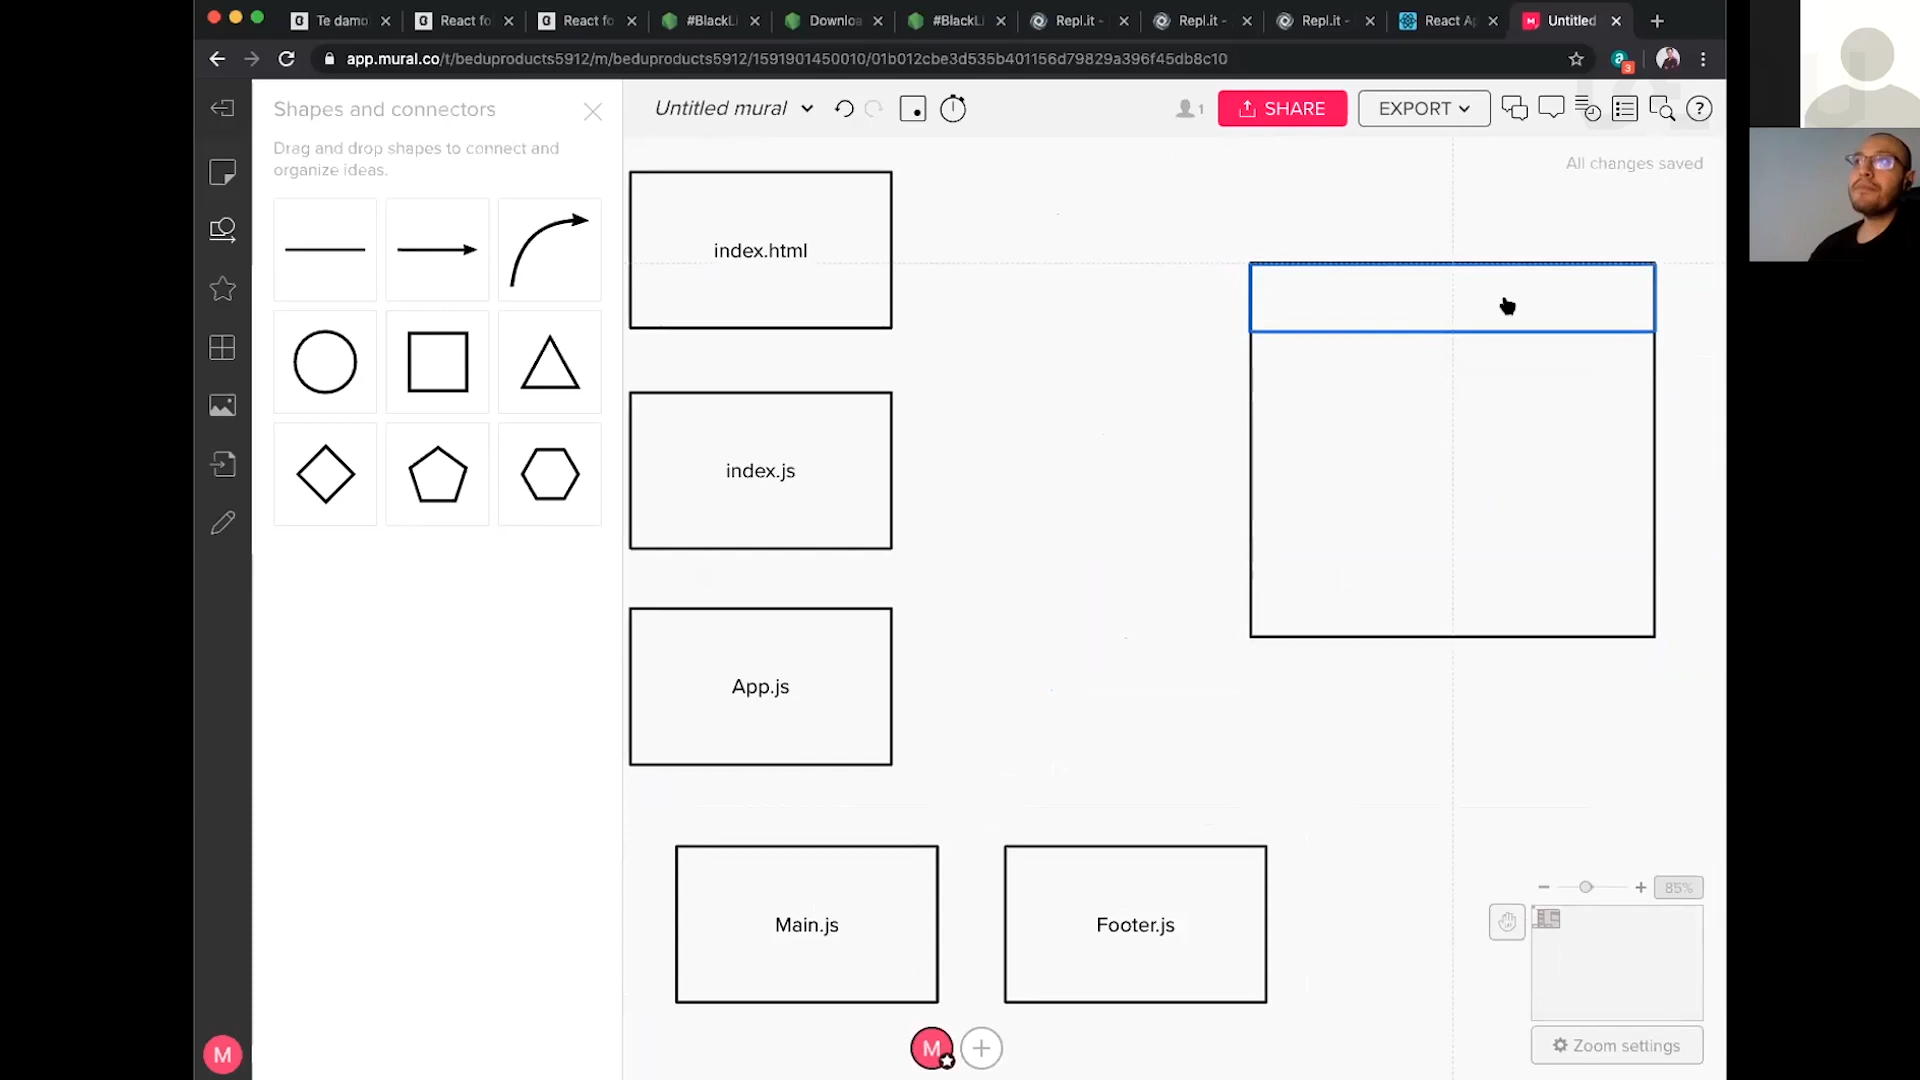 Te damo
React fo
React fo
#BlackLi
Downloa
#BlackLi
Repl.it -
Repl.it -
Repl.it -
React Ap
Untitled
app.mural.co/t/beduproducts5912/m/beduproducts5912/1591901450010/01b012cbe3d535b401156d79829a396f45db8c10
a
3
Shapes and connectors
Untitled mural
1
SHARE
EXPORT
?
Drag and drop shapes to connect and
organize ideas.
All changes saved
index.html
index.js
App.js
Main.js
Footer.js
85%
Zoom settings
M
M